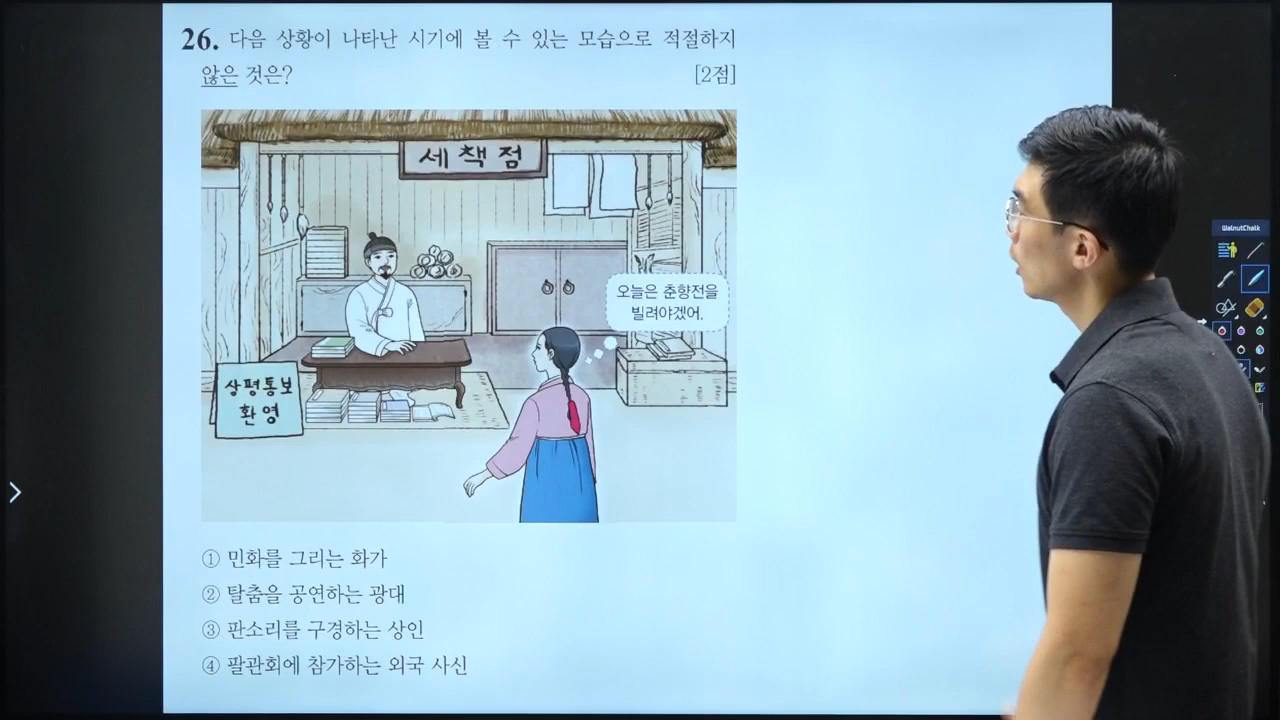 26. 다음 상황이 나타난 시기에 볼 수 있는 모습으로 적절하지
않은 것은? [2점]
세책점
오늘은 춘향전을
빌려야겠어.
상평통보
환영
① 민화를 그리는 화가
② 탈춤을 공연하는 광대
③ 판소리를 구경하는 상인
④ 팔관회에 참가하는 외국 사신
WalnutChalk